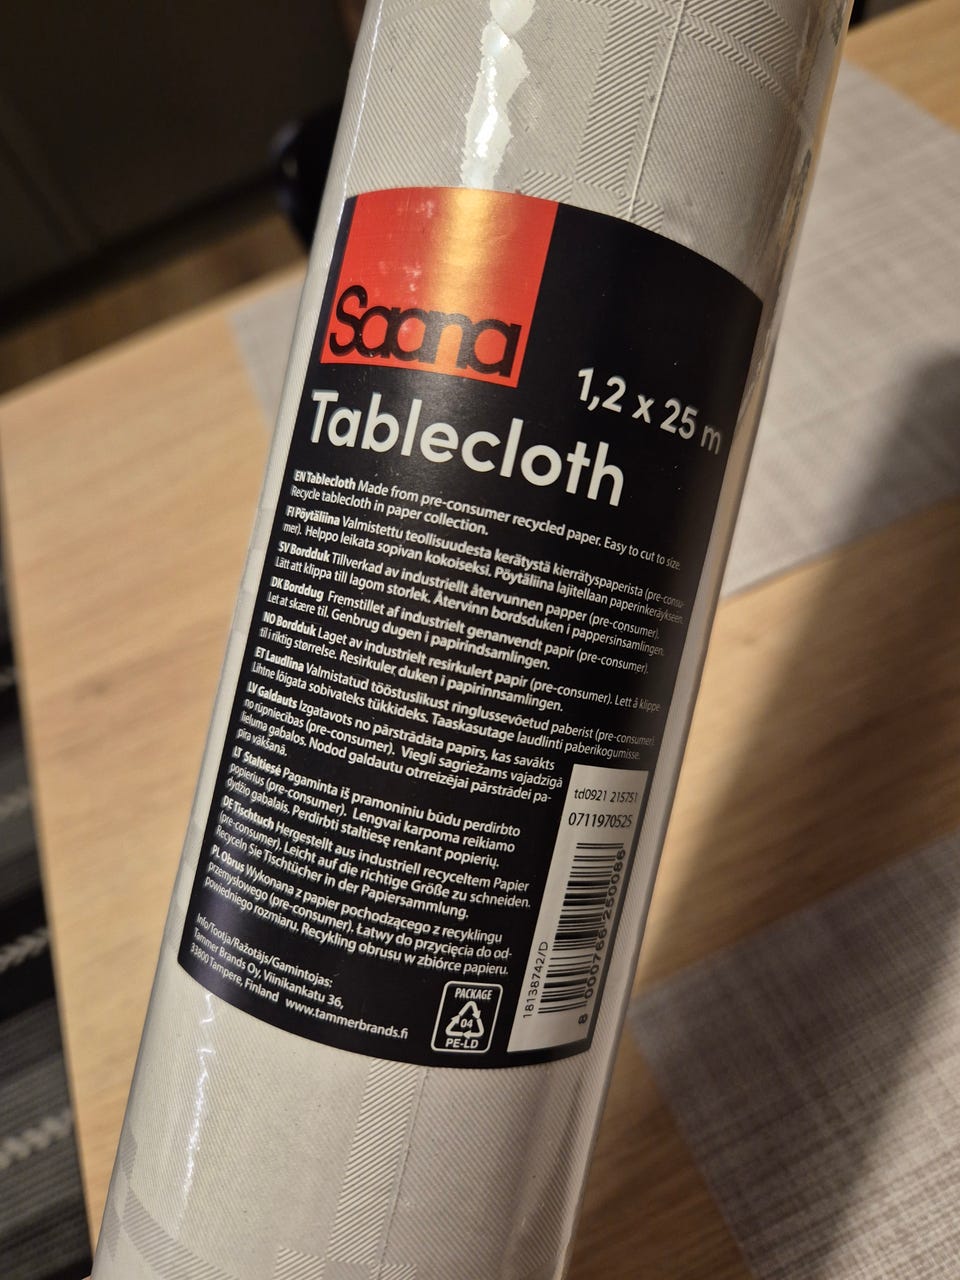 Saana
1,2 x 25 m
Tablecloth
EN Tablecloth Made from pre-consumer recycled paper. Easy to cut to size.
Recycle tablecloth in paper collection.
FI Pöytäliina Valmistettu teollisuudesta kerätystä kierrätyspaperista (pre-consu-
mer). Helppo leikata sopivan kokoiseksi. Pöytäliina lajitellaan paperinkeräykseen.
SV Bordduk Tillverkad av industriellt återvunnen papper (pre-consumer).
Lätt att klippa till lagom storlek. Återvinn bordsduken i pappersinsamlingen.
DK Borddug Fremstillet af industrielt genanvendt papir (pre-consumer).
Let at skære til. Genbrug dugen i papirindsamlingen.
NO Bordduk Laget av industrielt resirkulert papir (pre-consumer). Lett å klippe
til i riktig størrelse. Resirkuler duken i papirinnsamlingen.
ET Laudlina Valmistatud tööstuslikust ringlussevõetud paberist (pre-consumer).
Lihtne lõigata sobivateks tükkideks. Taaskasutage laudlinti paberikogumisse.
LV Galdauts Izgatavots no pārstrādāta papīrs, kas savākts
no rūpniecības (pre-consumer). Viegli sagriežams vajadzīgā
lieluma gabalos. Nodod galdautu otrreizējai pārstrādei pa-
pīra vākšanā.
LT Staltiesė Pagaminta iš pramoniniu būdu perdirbto
popierius (pre-consumer). Lengvai karpoma reikiamo
dydžio gabalais. Perdirbti staltiesę renkant popierių.
DE Tischtuch Hergestellt aus industriell recyceltem Papier
(pre-consumer). Leicht auf die richtige Größe zu schneiden.
Recyceln Sie Tischtücher in der Papiersammlung.
PL Obrus Wykonana z papier pochodzącego z recyklingu
przemysłowego (pre-consumer). Łatwy do przycięcia do od-
powiedniego rozmiaru. Recykling obrusu w zbiórce papieru.
Info/Tootja/Ražotājs/Gamintojas:
Tammer Brands Oy, Viinikankatu 36,
33800 Tampere, Finland www.tammerbrands.fi
PACKAGE
04
PE-LD
td0921 215751
0711970525
18138742/D
8 000766 250086